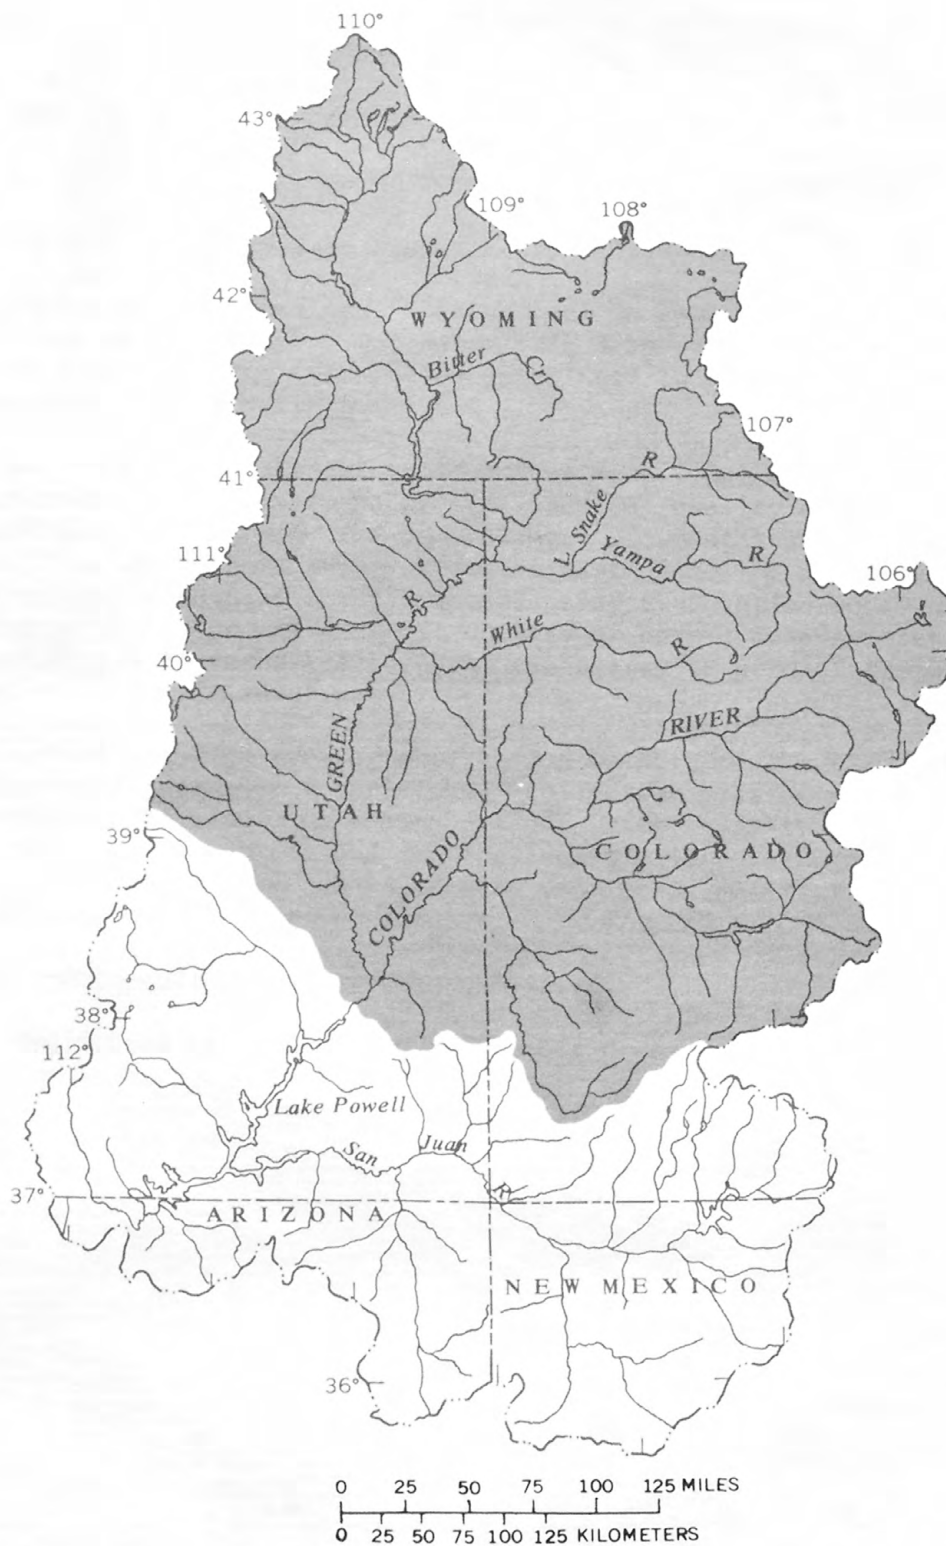 110°
43°
109°
108°
42°
WYOMING
Bitter Cr
107°
41°
R
L. Snake
111°
Yampa R
106°
R
White R
40°
GREEN
RIVER
UTAH
39°
COLORADO
COLORADO
38°
112°
Lake Powell
San Juan R
37°
ARIZONA
NEW MEXICO
36°
0 25 50 75 100 125 MILES
0 25 50 75 100 125 KILOMETERS